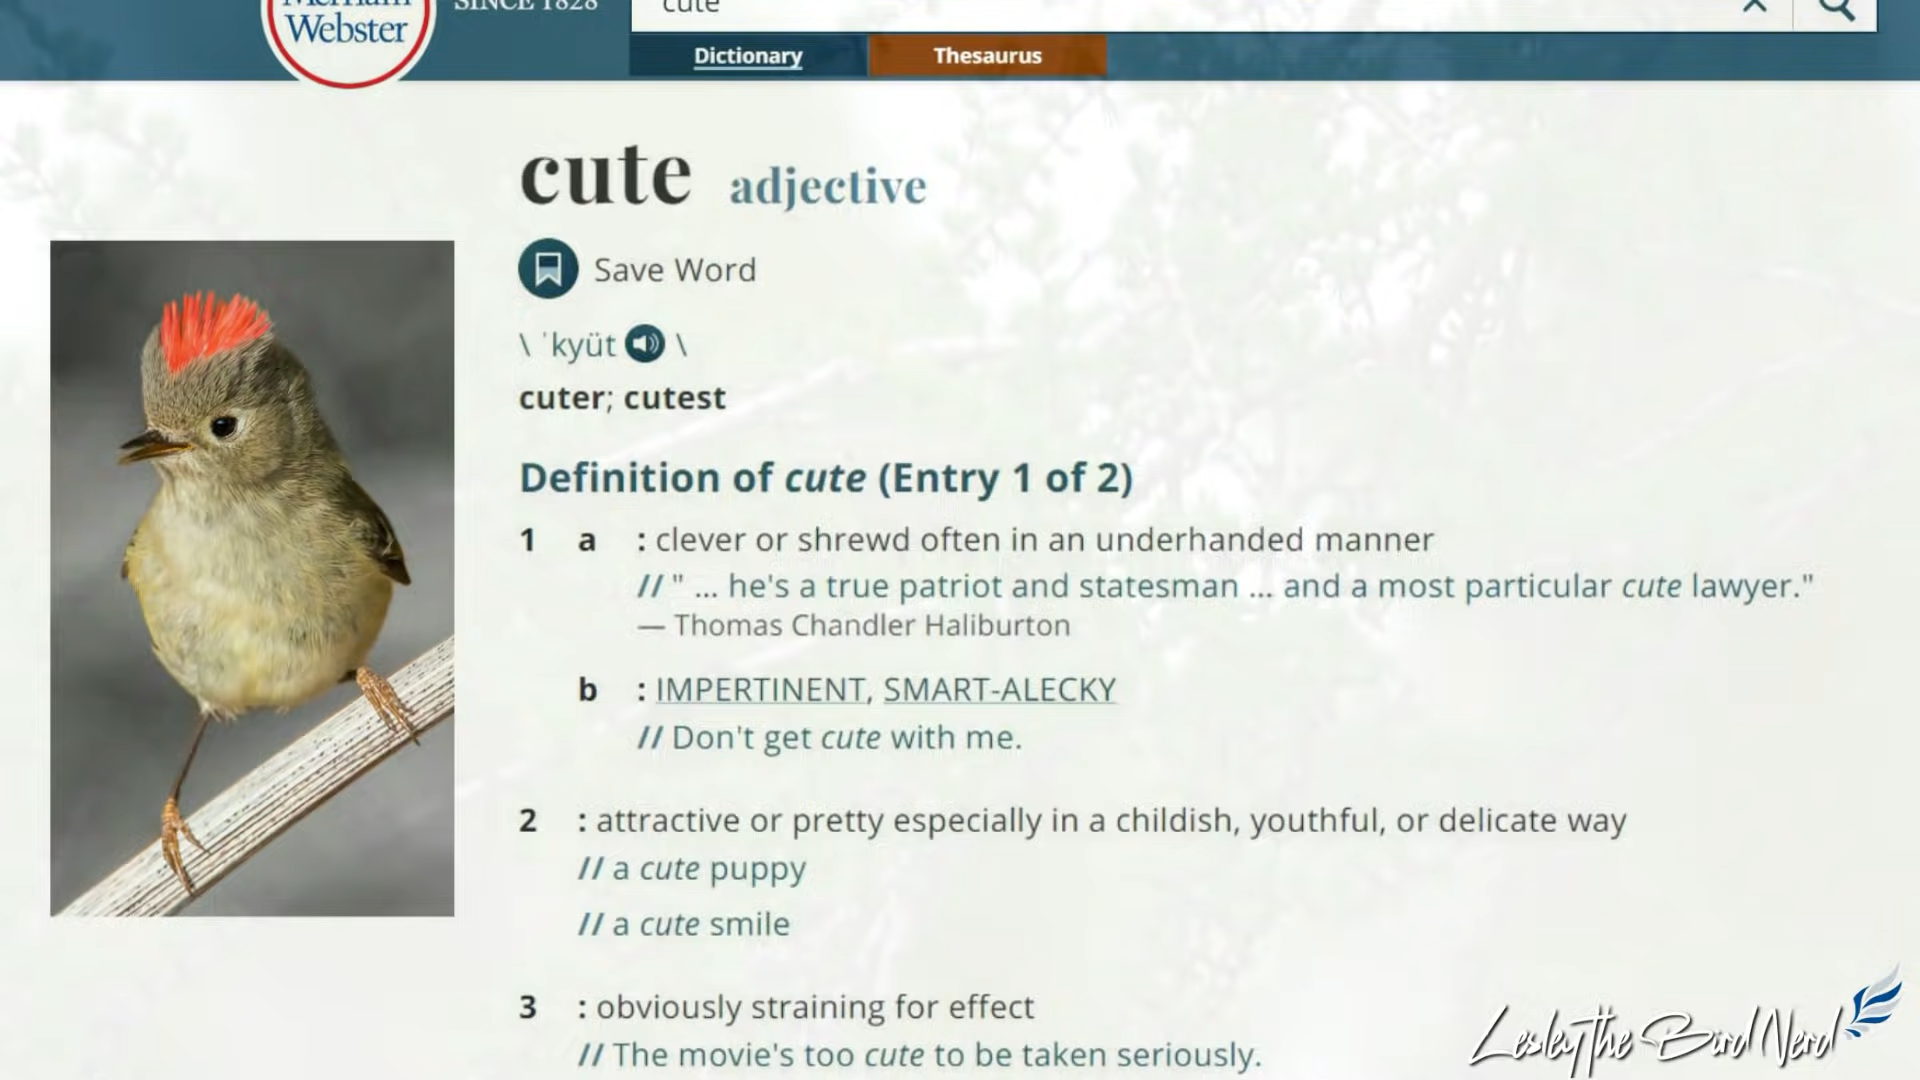 Merriam
Webster
SINCE 1828
cute
Dictionary
Thesaurus
cute adjective
Save Word
\ ˈkyüt \
cuter; cutest
Definition of cute (Entry 1 of 2)
1 a : clever or shrewd often in an underhanded manner
// " ... he's a true patriot and statesman ... and a most particular cute lawyer."
— Thomas Chandler Haliburton
b : IMPERTINENT, SMART-ALECKY
// Don't get cute with me.
2 : attractive or pretty especially in a childish, youthful, or delicate way
// a cute puppy
// a cute smile
3 : obviously straining for effect
// The movie's too cute to be taken seriously.
Lesley the Bird Nerd